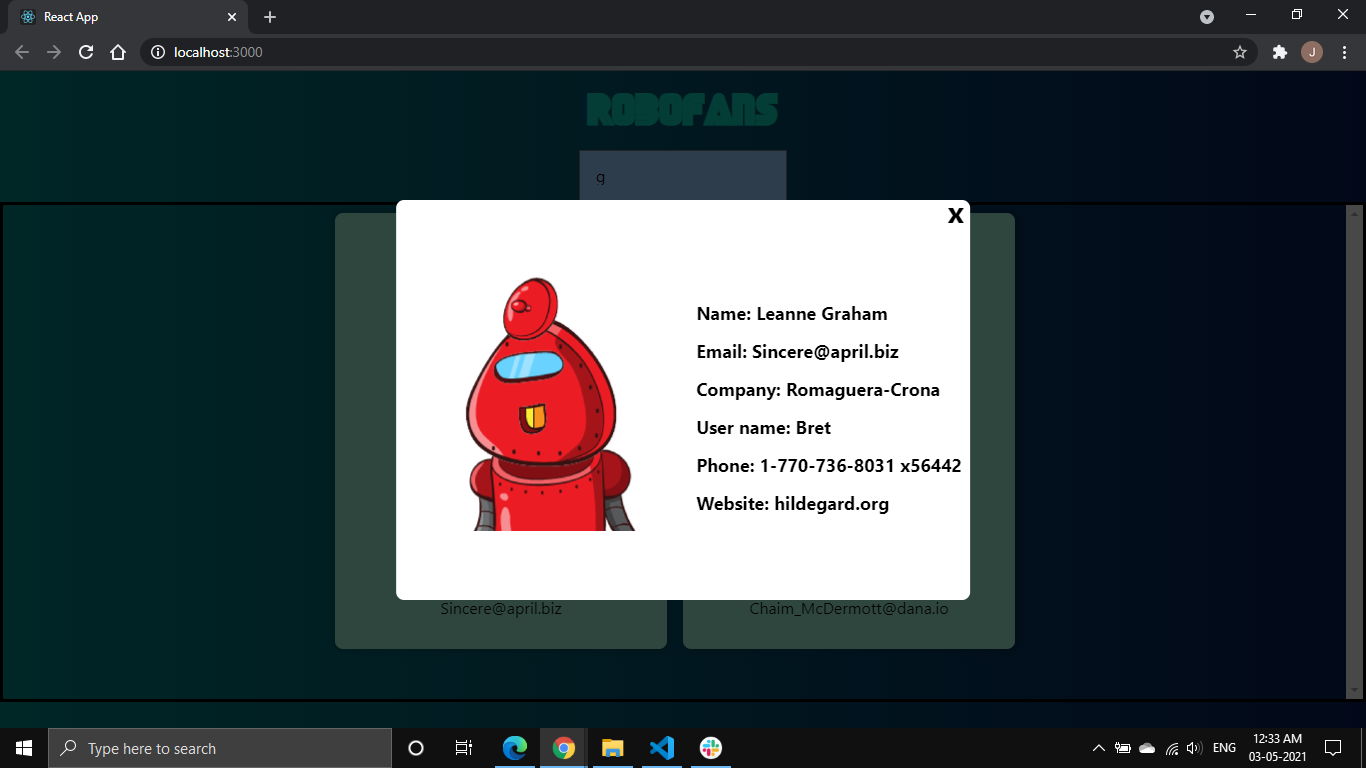 React App
localhost:3000
J
ROBOFANS
g
X
Name: Leanne Graham
Email: Sincere@april.biz
Company: Romaguera-Crona
User name: Bret
Phone: 1-770-736-8031 x56442
Website: hildegard.org
Sincere@april.biz
Chaim_McDermott@dana.io
Type here to search
ENG
12:33 AM
03-05-2021